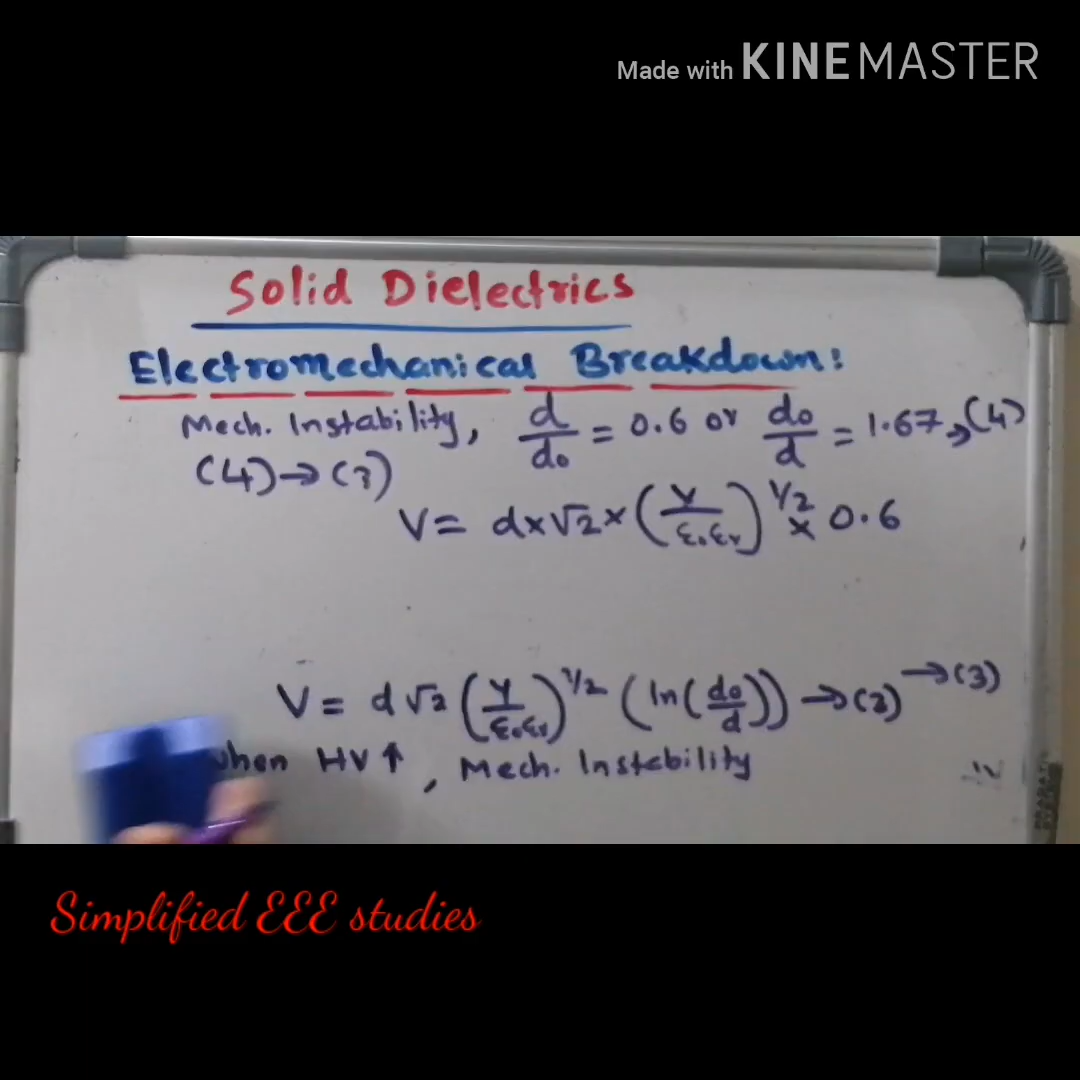 Made with KINEMASTER
Solid Dielectrics
Electromechanical Breakdown:
Mech. Instability, d/d₀ = 0.6 or d₀/d = 1.67 → (4)
(4) → (3)
V = d×√2×(Y/ε₀εᵣ)^1/2 × 0.6
V = d√2 (Y/ε₀εᵣ)^1/2 (ln(d₀/d)) → (3) → (3)
when HV↑, Mech. Instability
Simplified EEE studies